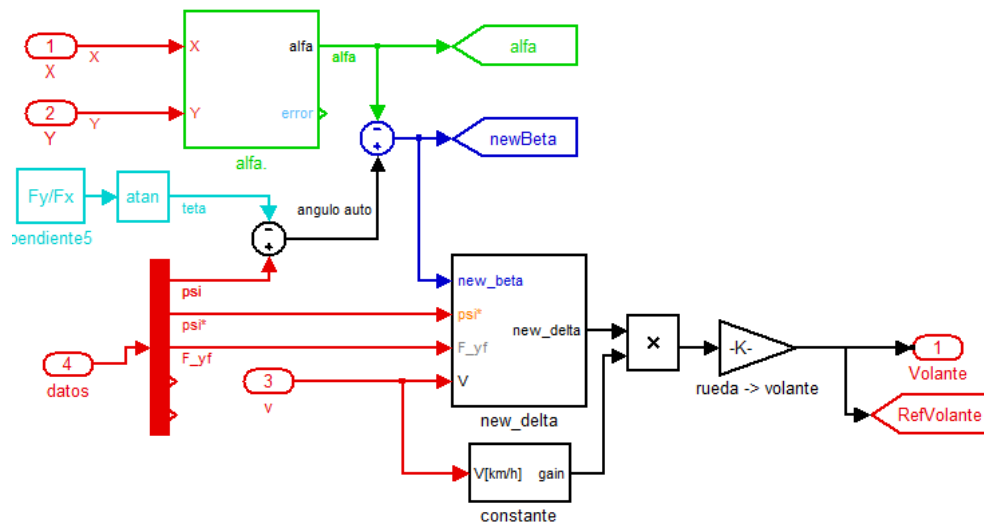 1
X
X
X
alfa
alfa
alfa
2
Y
Y
Y
error
alfa.
-
+
newBeta
Fy/Fx
pendiente5
atan
teta
-
+
angulo auto
psi
psi*
F_yf
4
datos
3
v
new_beta
psi*
F_yf
V
new_delta
new_delta
×
-K-
rueda -> volante
1
Volante
RefVolante
V[km/h]
gain
constante